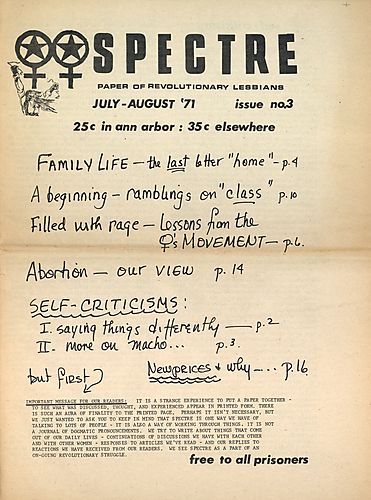 SPECTRE
PAPER OF REVOLUTIONARY LESBIANS
JULY-AUGUST '71 issue no.3
25¢ in ann arbor : 35¢ elsewhere
FAMILY LIFE — the last letter "home" — p.4
A beginning — ramblings on "class" p.10
Filled with rage — Lessons from the
♀'s MOVEMENT — p.6.
Abortion — our view p.14
SELF-CRITICISMS:
I. saying things differently — p.2
II. more on macho... p.3.
but first Newprices & why — .. p.16
IMPORTANT MESSAGE FOR OUR READERS: IT IS A STRANGE EXPERIENCE TO PUT A PAPER TOGETHER -
TO SEE WHAT WAS DISCUSSED, THOUGHT, AND EXPERIENCED APPEAR IN PRINTED FORM. THERE
IS SUCH AN AURA OF FINALITY TO THE PRINTED PAGE. PERHAPS IT ISN'T NECESSARY, BUT
WE JUST WANTED TO ASK YOU TO KEEP IN MIND THAT SPECTRE IS ONE WAY WE HAVE OF
TALKING TO LOTS OF PEOPLE - IT IS ALSO A WAY OF WORKING THROUGH THINGS. IT IS NOT
A JOURNAL OF DOGMATIC PRONOUNCEMENTS. WE TRY TO WRITE ABOUT THINGS THAT COME
OUT OF OUR DAILY LIVES - CONTINUATIONS OF DISCUSSIONS WE HAVE WITH EACH OTHER
AND WITH OTHER WOMEN - RESPONSES TO ARTICLES WE'VE READ - AND OUR REPLIES TO
REACTIONS WE HAVE RECEIVED FROM OUR READERS. WE SEE SPECTRE AS A PART OF AN
ON-GOING REVOLUTIONARY STRUGGLE.
free to all prisoners